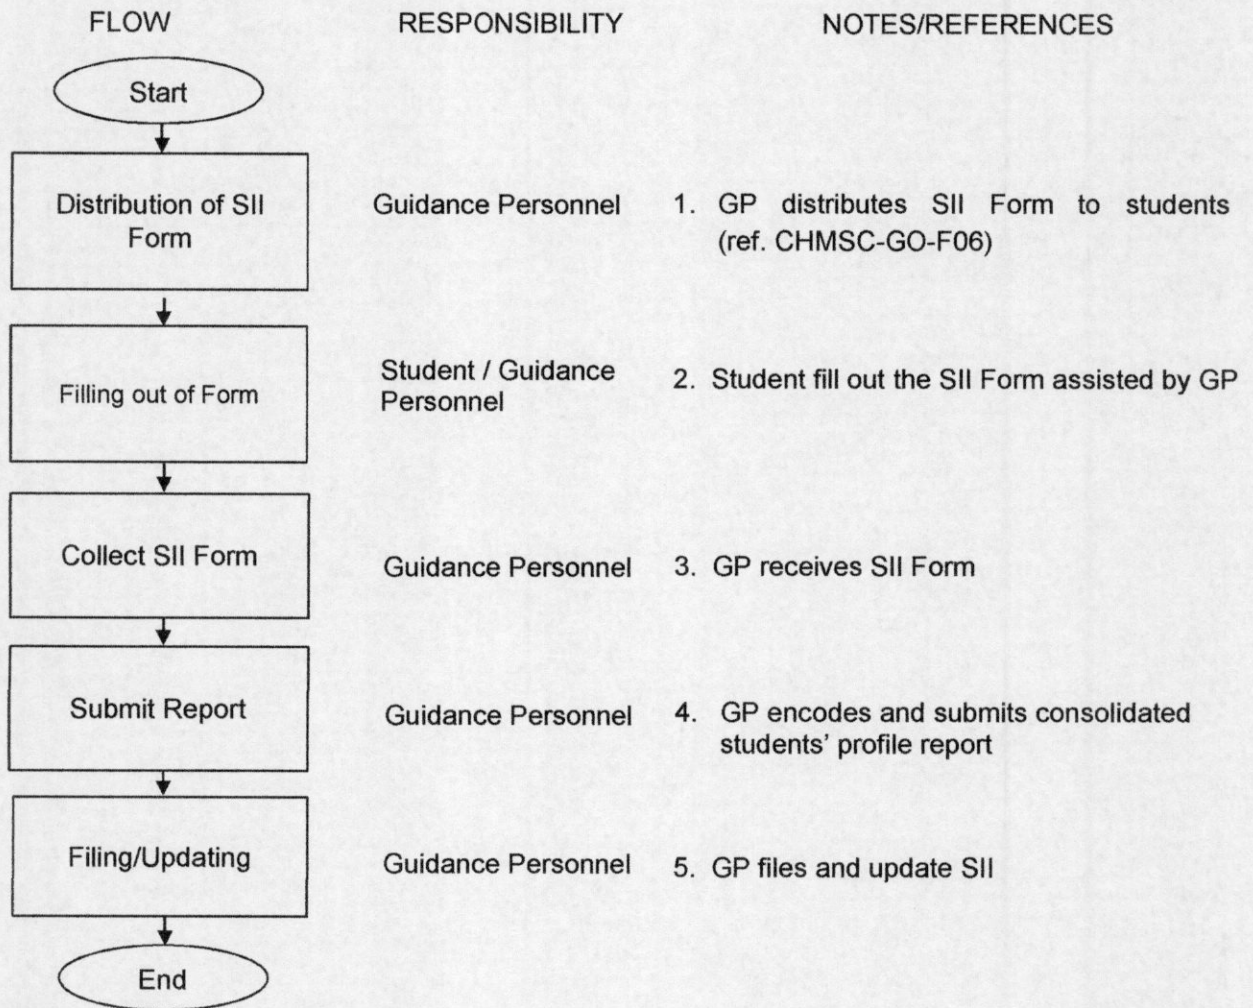 FLOW RESPONSIBILITY NOTES/REFERENCES
Start
Distribution of SII
Form
Guidance Personnel
1. GP distributes SII Form to students
(ref. CHMSC-GO-F06)
Filling out of Form
Student / Guidance
Personnel
2. Student fill out the SII Form assisted by GP
Collect SII Form
Guidance Personnel
3. GP receives SII Form
Submit Report
Guidance Personnel
4. GP encodes and submits consolidated
students’ profile report
Filing/Updating
Guidance Personnel
5. GP files and update SII
End